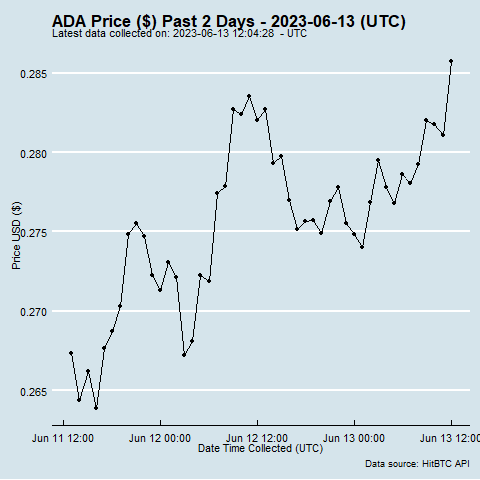 ADA Price ($) Past 2 Days - 2023-06-13 (UTC)
Latest data collected on: 2023-06-13 12:04:28 - UTC
0.285
0.280
0.275
0.270
0.265
Price USD ($)
Jun 11 12:00 Jun 12 00:00 Jun 12 12:00 Jun 13 00:00 Jun 13 12:00
Date Time Collected (UTC)
Data source: HitBTC API